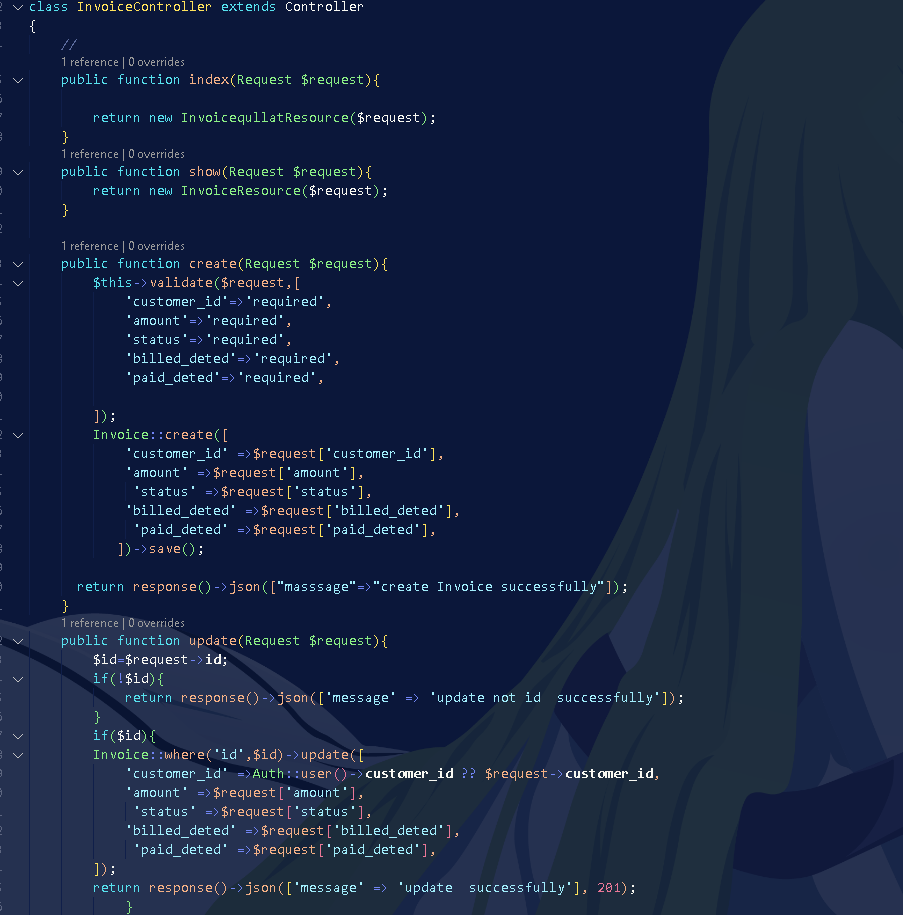 class InvoiceController extends Controller
{
    //
    1 reference | 0 overrides
    public function index(Request $request){

        return new InvoicequllatResource($request);
    }
    1 reference | 0 overrides
    public function show(Request $request){
        return new InvoiceResource($request);
    }

    1 reference | 0 overrides
    public function create(Request $request){
        $this->validate($request,[
            'customer_id'=>'required',
            'amount'=>'required',
            'status'=>'required',
            'billed_deted'=>'required',
            'paid_deted'=>'required',

        ]);
        Invoice::create([
            'customer_id' =>$request['customer_id'],
            'amount' =>$request['amount'],
             'status' =>$request['status'],
            'billed_deted' =>$request['billed_deted'],
             'paid_deted' =>$request['paid_deted'],
           ])->save();

      return response()->json(["masssage"=>"create Invoice successfully"]);
    }
    1 reference | 0 overrides
    public function update(Request $request){
        $id=$request->id;
        if(!$id){
            return response()->json(['message' => 'update not id  successfully']);
        }
        if($id){
        Invoice::where('id',$id)->update([
            'customer_id' =>Auth::user()->customer_id ?? $request->customer_id,
            'amount' =>$request['amount'],
             'status' =>$request['status'],
            'billed_deted' =>$request['billed_deted'],
             'paid_deted' =>$request['paid_deted'],
        ]);
        return response()->json(['message' => 'update  successfully'], 201);
            }